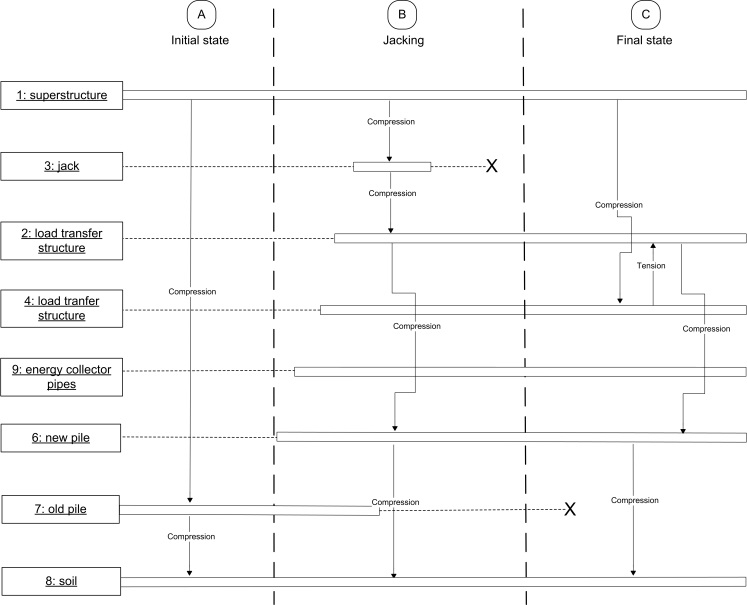 A
B
C
Initial state
Jacking
Final state
1: superstructure
Compression
3: jack
X
Compression
Compression
2: load transfer
structure
Tension
Compression
4: load tranfer
structure
Compression
Compression
9: energy collector
pipes
6: new pile
Compression
Compression
7: old pile
X
Compression
8: soil